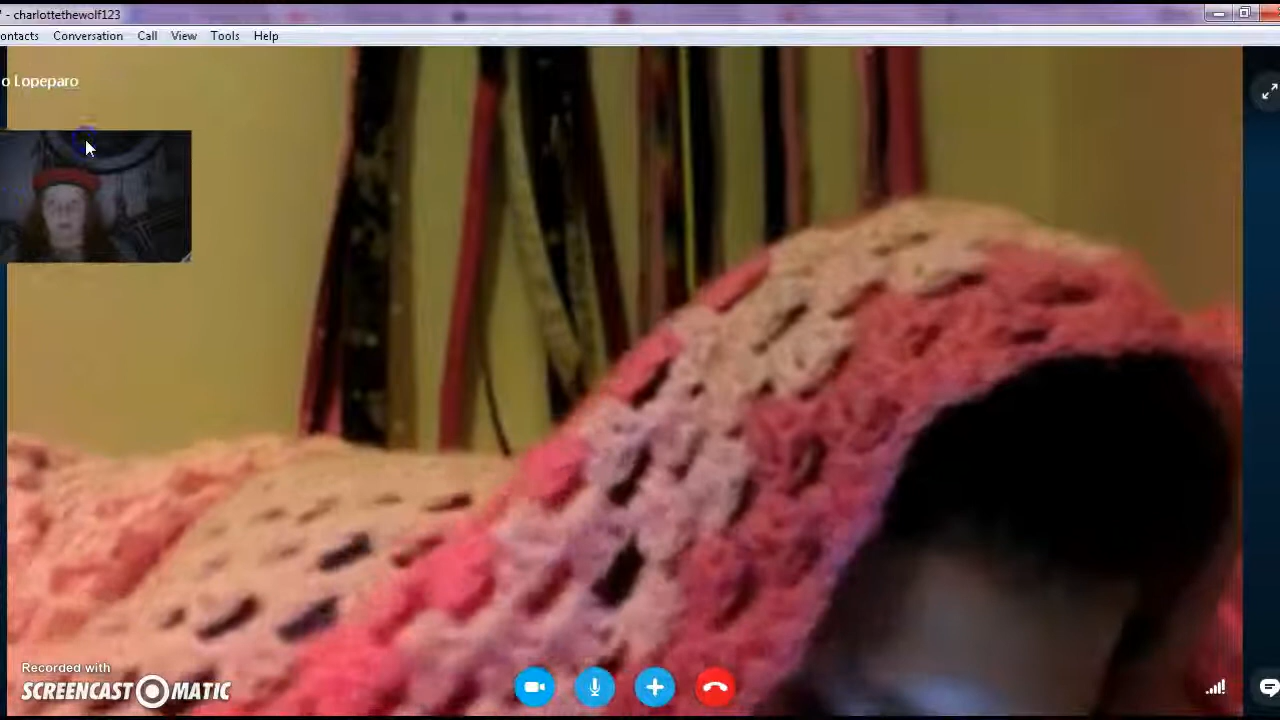 - charlottethewolf123
ontacts Conversation Call View Tools Help
o Lopeparo
Recorded with
SCREENCAST MATIC